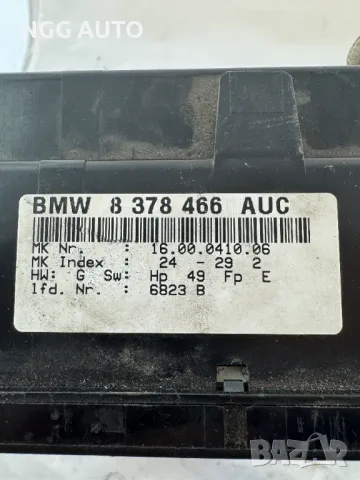 NGG AUTO
BMW 8 378 466 AUC
MK Nr. : 16.00.0410.06
MK Index : 24 - 29 2
HW: G Sw: Hp 49 Fp E
lfd. Nr. : 6823 B
BAZAR
bg